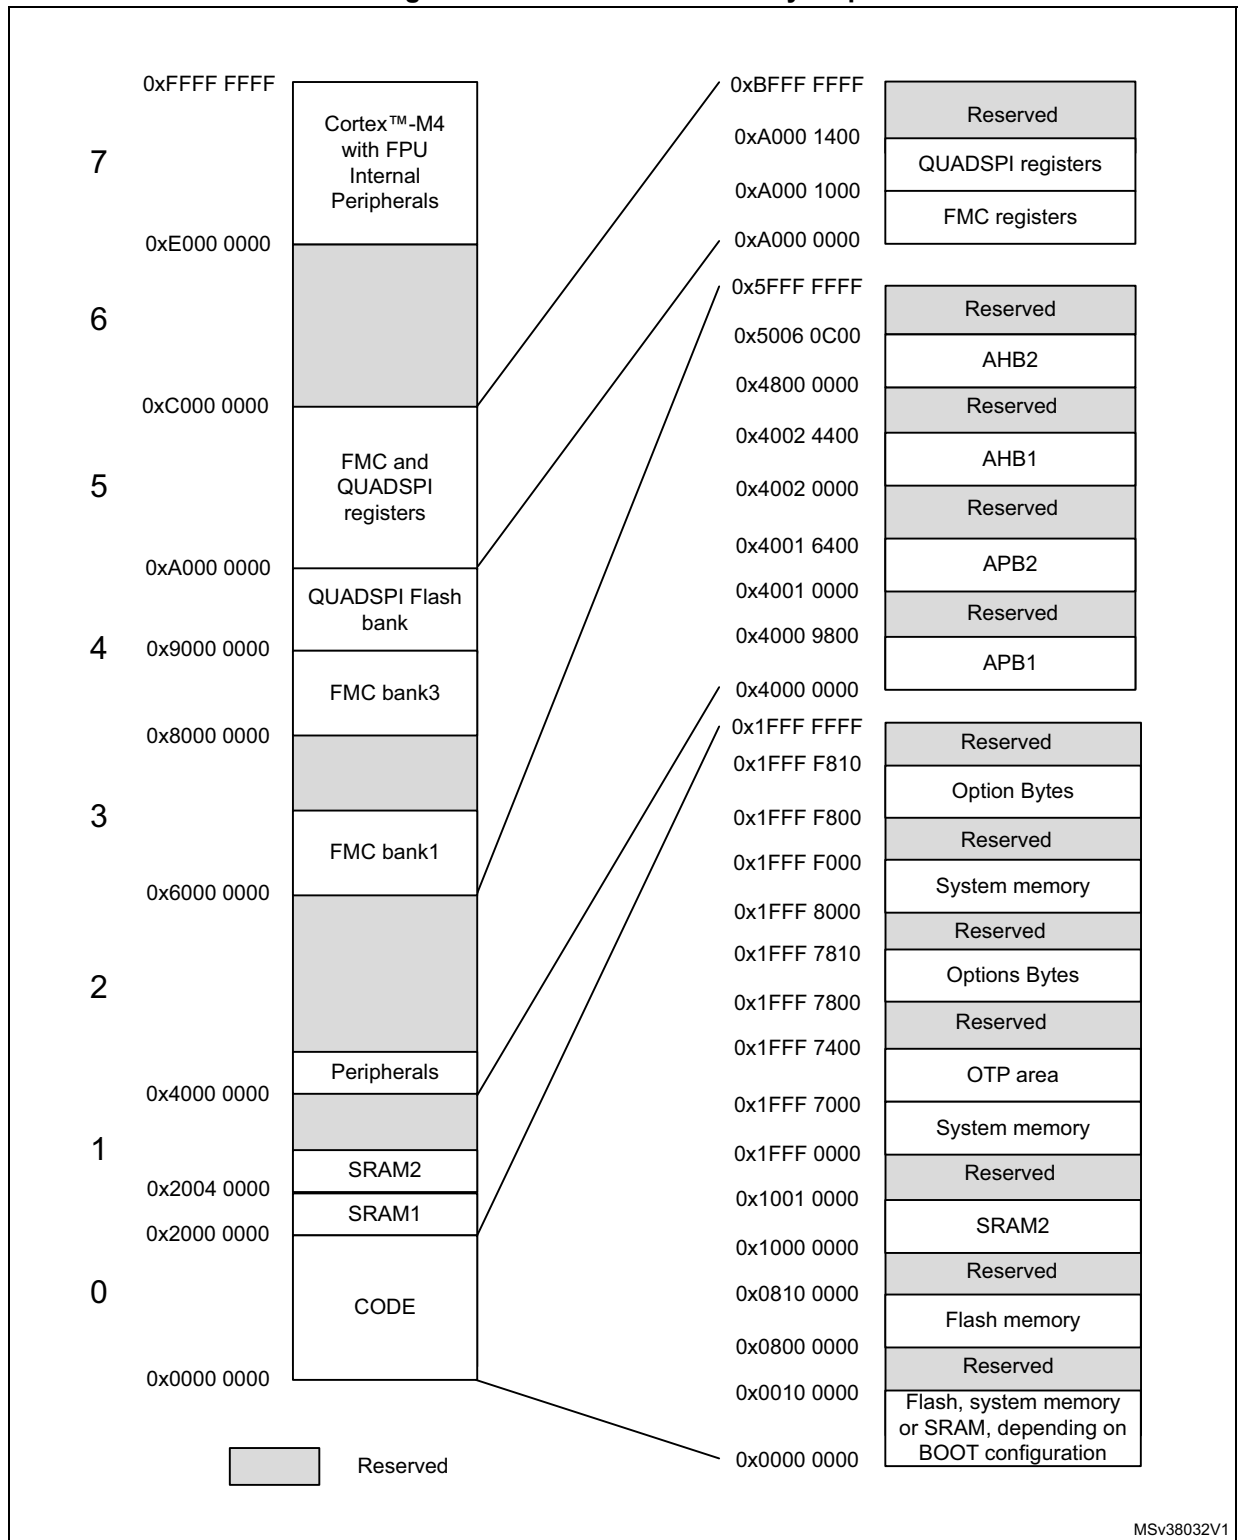 0xFFFF FFFF
Cortex™-M4
with FPU
Internal
Peripherals
7
0xE000 0000
6
0xC000 0000
FMC and
QUADSPI
registers
5
0xA000 0000
QUADSPI Flash
bank
4
0x9000 0000
FMC bank3
0x8000 0000
3
FMC bank1
0x6000 0000
2
Peripherals
0x4000 0000
1
SRAM2
0x2004 0000
SRAM1
0x2000 0000
0
CODE
0x0000 0000
Reserved
0xBFFF FFFF
Reserved
0xA000 1400
QUADSPI registers
0xA000 1000
FMC registers
0xA000 0000
0x5FFF FFFF
Reserved
0x5006 0C00
AHB2
0x4800 0000
Reserved
0x4002 4400
AHB1
0x4002 0000
Reserved
0x4001 6400
APB2
0x4001 0000
Reserved
0x4000 9800
APB1
0x4000 0000
0x1FFF FFFF
Reserved
0x1FFF F810
Option Bytes
0x1FFF F800
Reserved
0x1FFF F000
System memory
0x1FFF 8000
Reserved
0x1FFF 7810
Options Bytes
0x1FFF 7800
Reserved
0x1FFF 7400
OTP area
0x1FFF 7000
System memory
0x1FFF 0000
Reserved
0x1001 0000
SRAM2
0x1000 0000
Reserved
0x0810 0000
Flash memory
0x0800 0000
Reserved
0x0010 0000
Flash, system memory
or SRAM, depending on
BOOT configuration
0x0000 0000
MSv38032V1